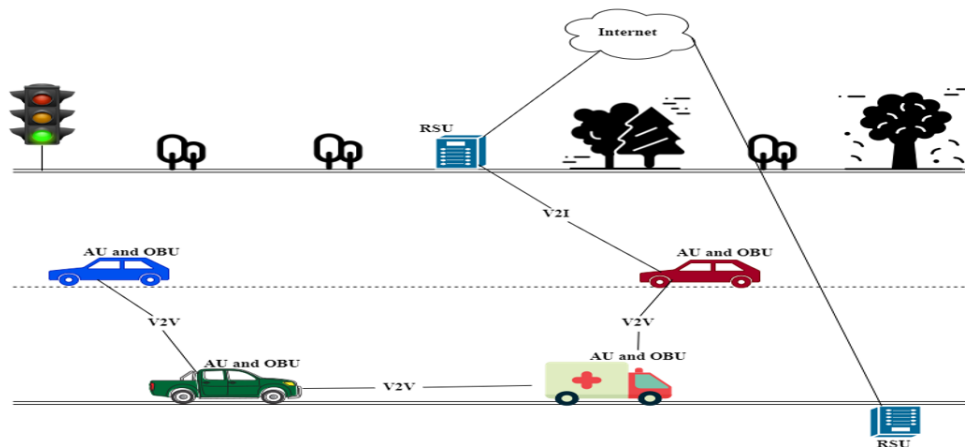 Internet
RSU
V2I
AU and OBU
AU and OBU
V2V
V2V
AU and OBU
AU and OBU
V2V
RSU